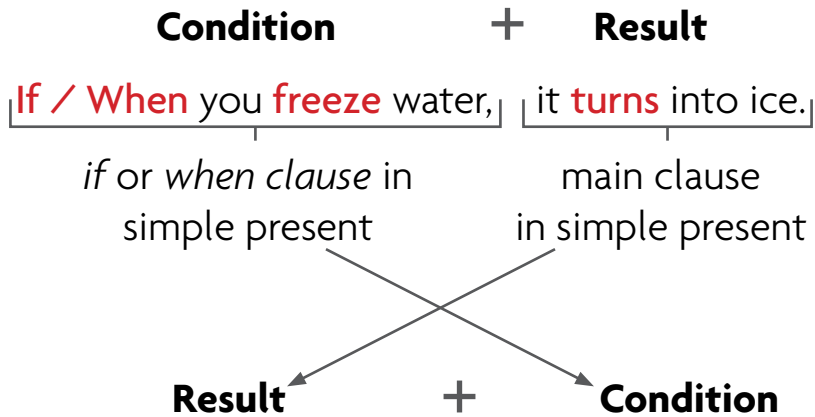 Condition + Result
If / When you freeze water, it turns into ice.
if or when clause in main clause
simple present in simple present
Result + Condition